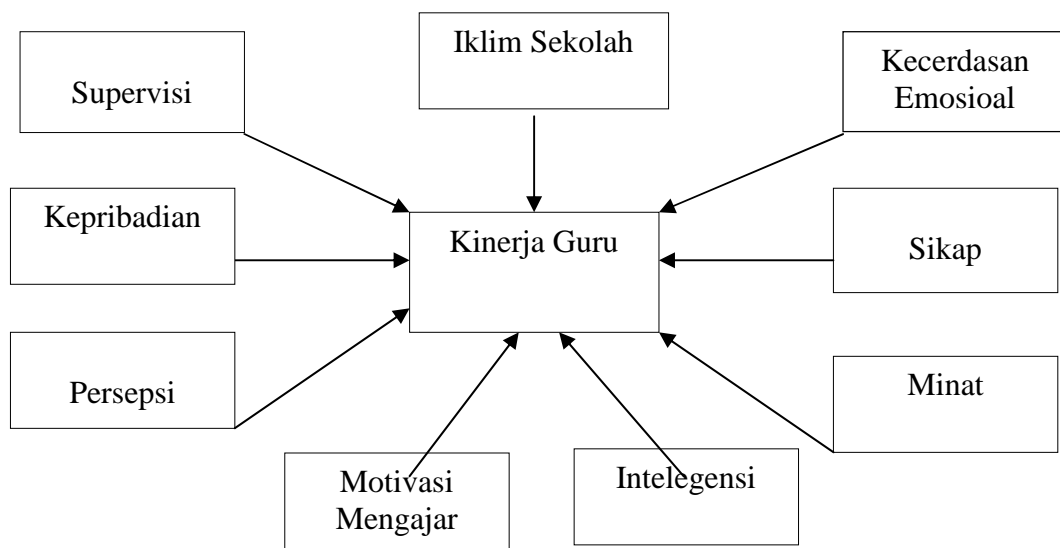 Iklim Sekolah
Supervisi
Kecerdasan
Emosioal
Kepribadian
Kinerja Guru
Sikap
Persepsi
Minat
Motivasi
Mengajar
Intelegensi